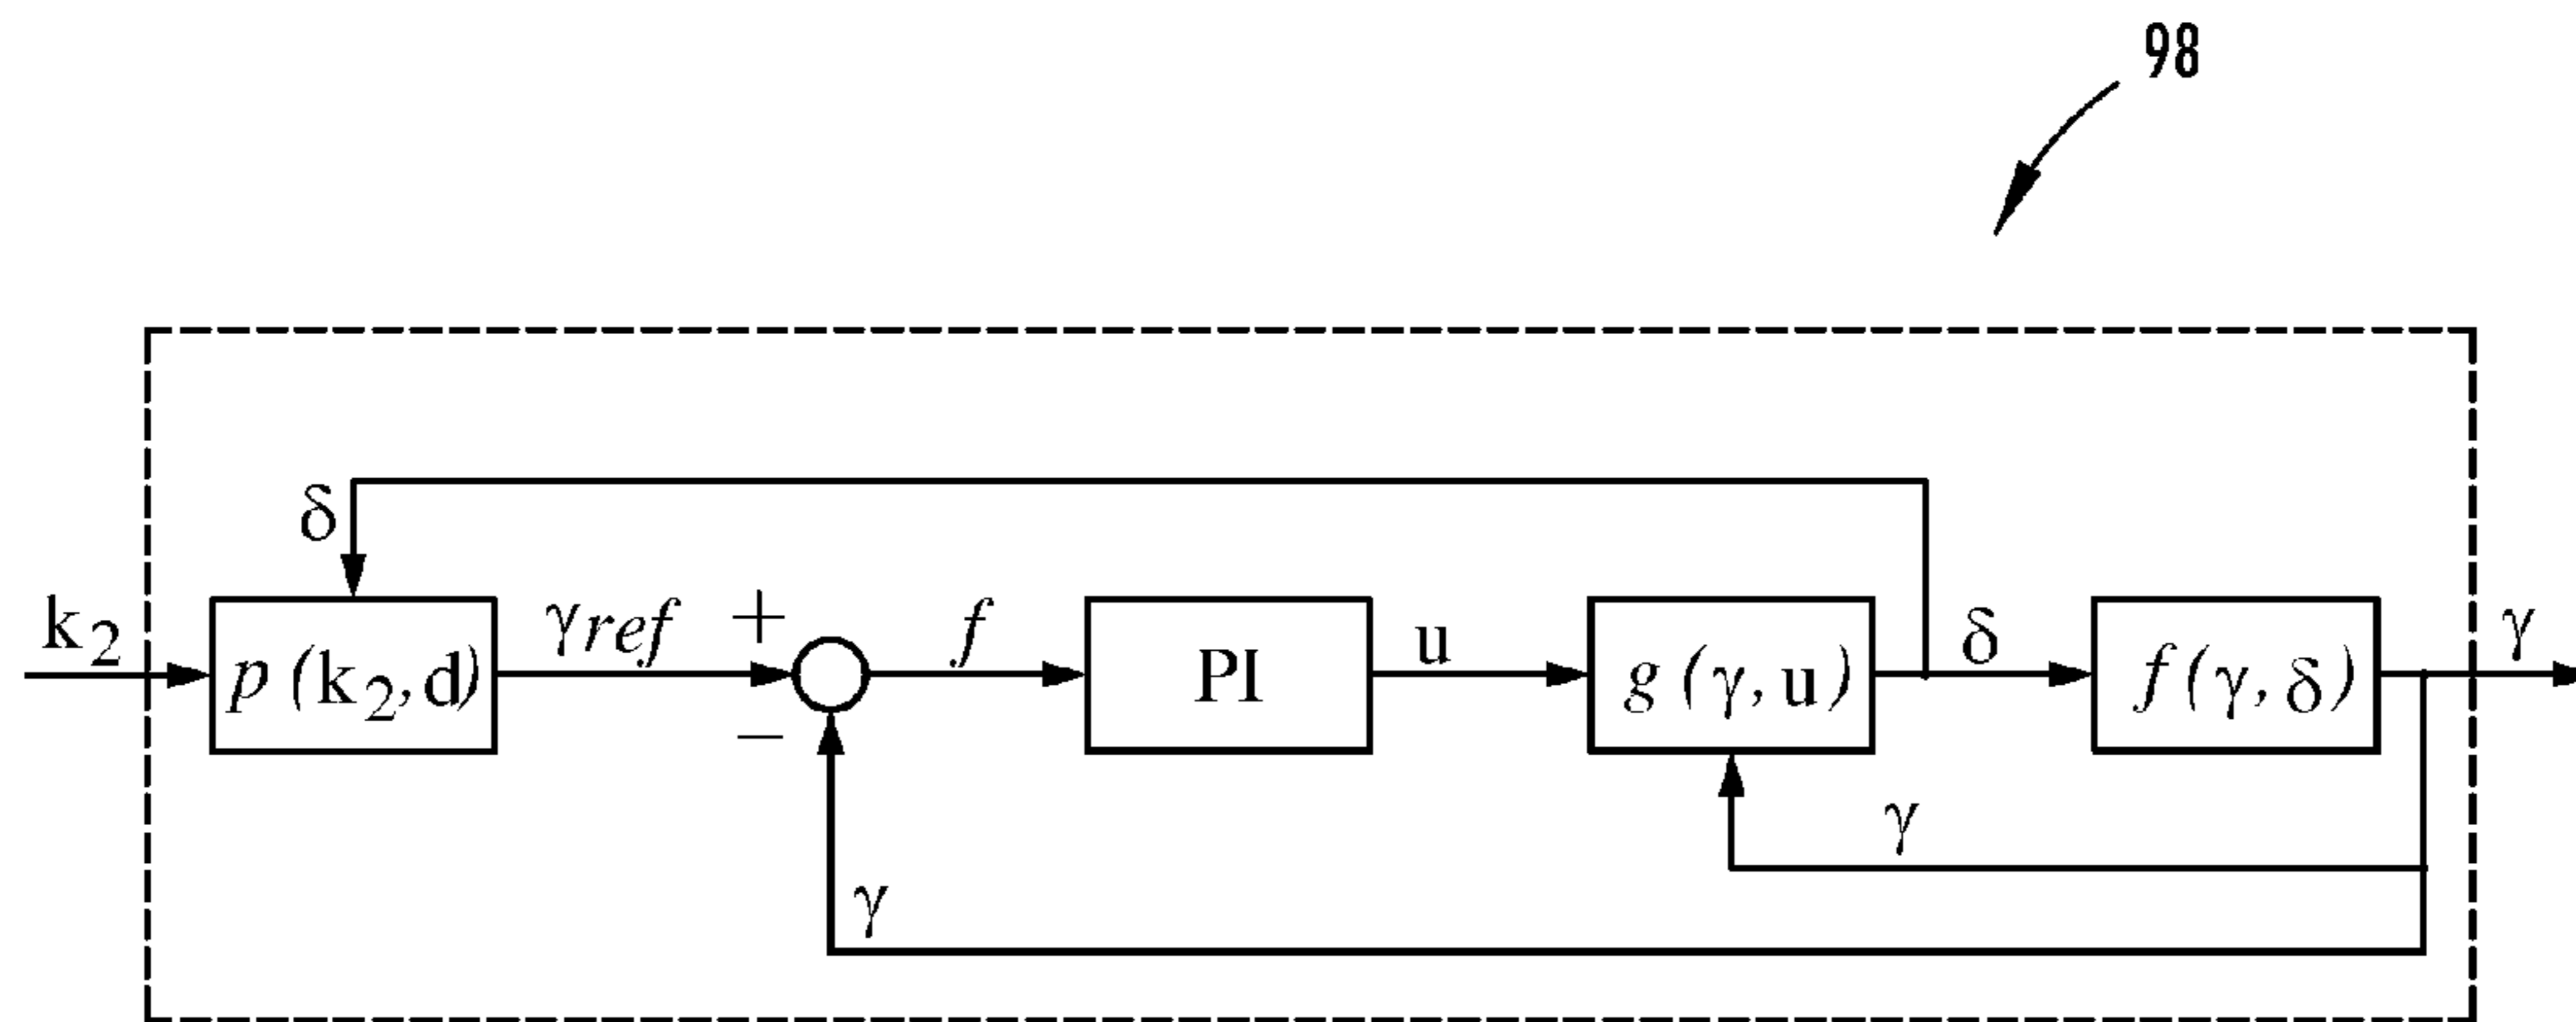 98
δ
k2
p (k2,d)
γref
+
−
f
PI
u
g (γ, u)
δ
f(γ, δ)
γ
γ
γ